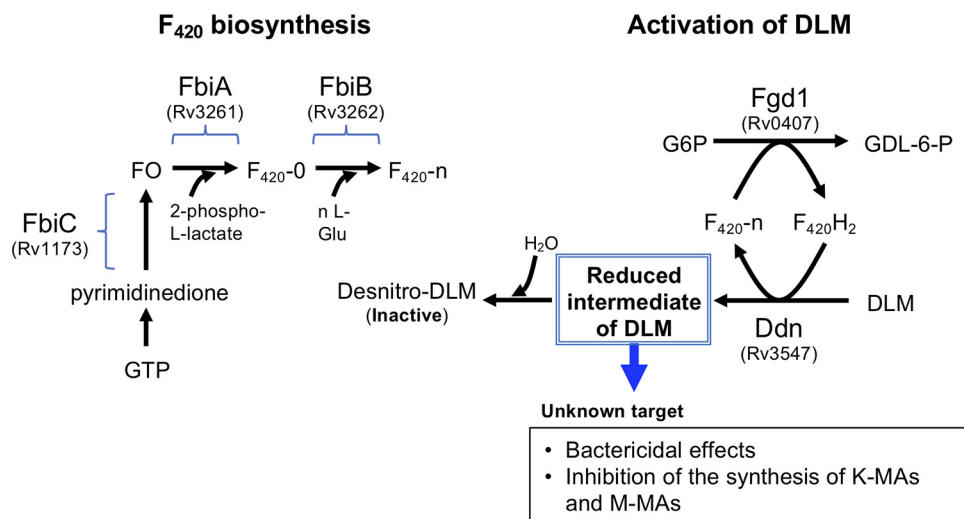 F420 biosynthesis
FbiA
(Rv3261)
FbiB
(Rv3262)
FO
F420-0
F420-n
2-phospho-
L-lactate
n L-
Glu
FbiC
(Rv1173)
pyrimidinedione
GTP
Activation of DLM
Fgd1
(Rv0407)
G6P
GDL-6-P
F420-n
F420H2
H2O
Desnitro-DLM
(Inactive)
Reduced
intermediate
of DLM
DLM
Ddn
(Rv3547)
Unknown target
• Bactericidal effects
• Inhibition of the synthesis of K-MAs
and M-MAs